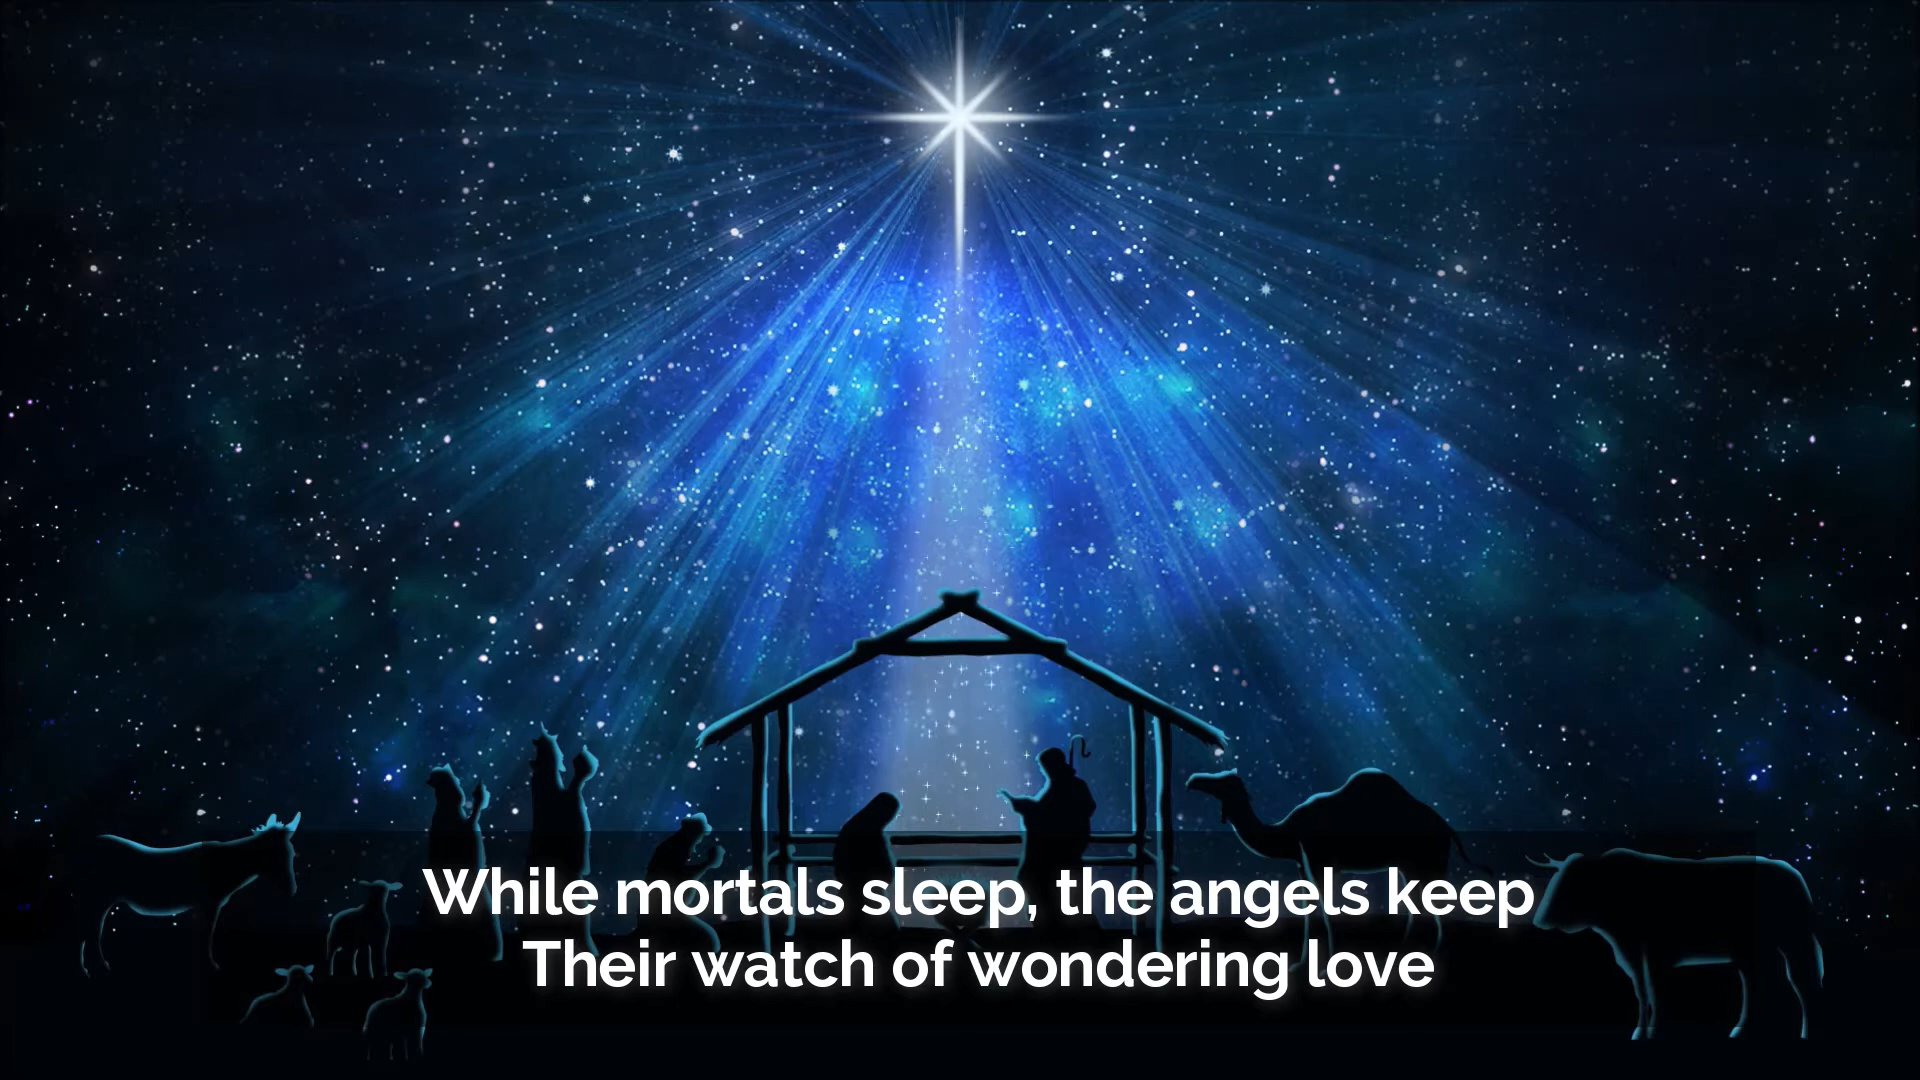 While mortals sleep, the angels keep
Their watch of wondering love